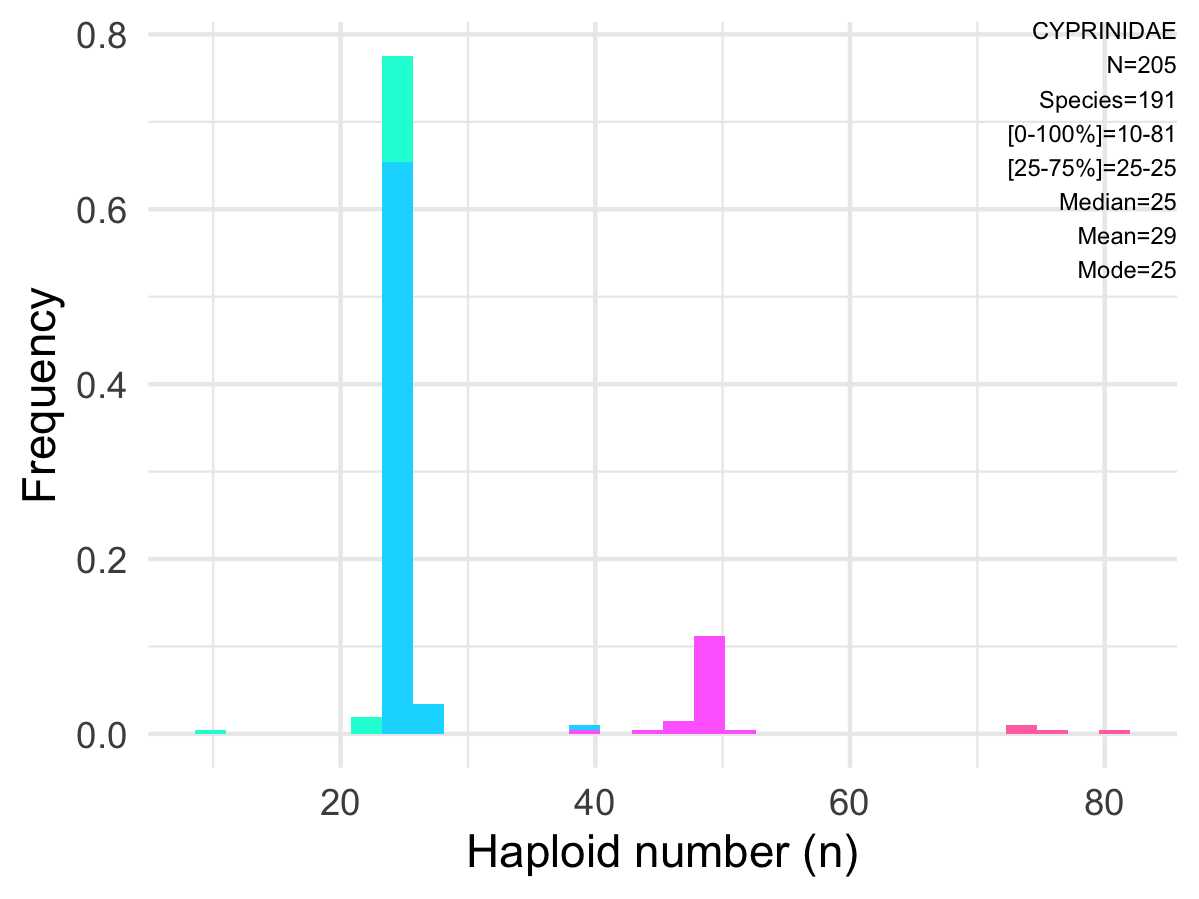 CYPRINIDAE
N=205
Species=191
[0-100%]=10-81
[25-75%]=25-25
Median=25
Mean=29
Mode=25
Frequency
0.8
0.6
0.4
0.2
0.0
20 40 60 80
Haploid number (n)